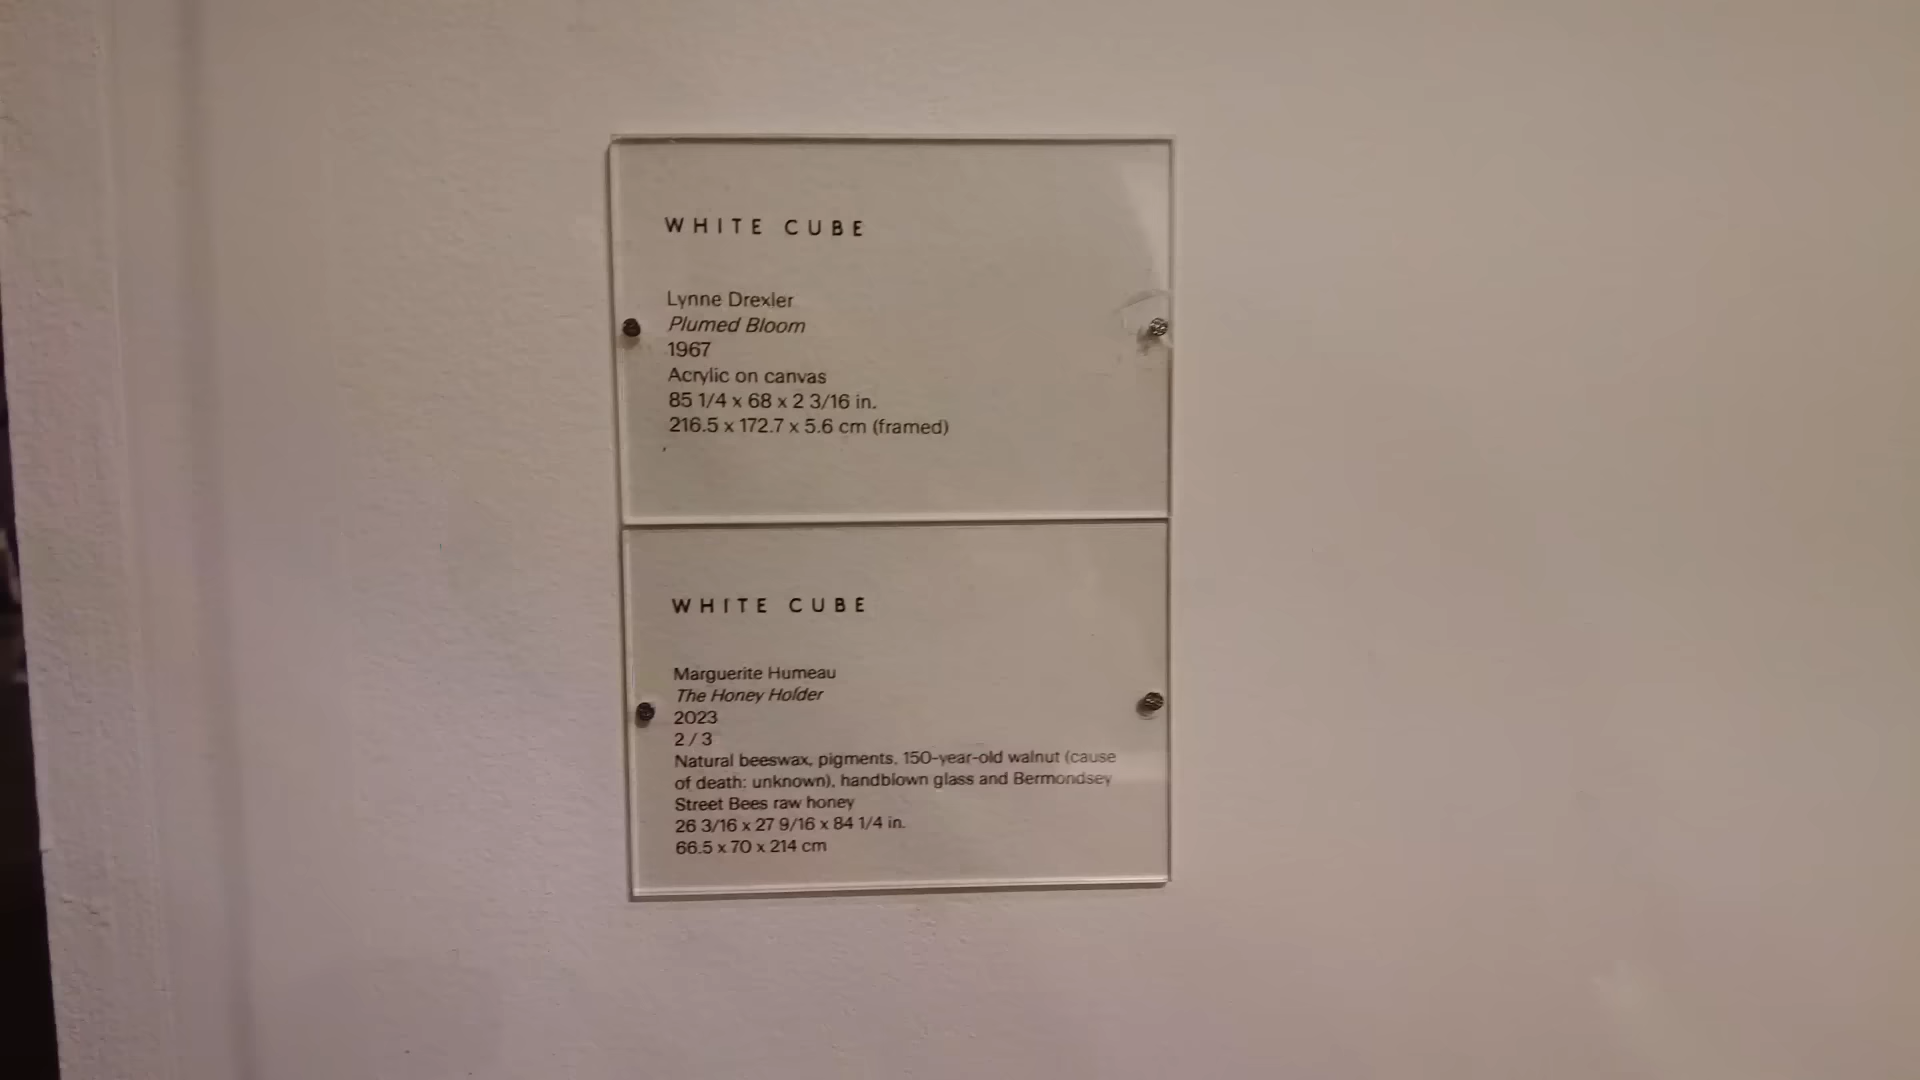 WHITE CUBE
Lynne Drexler
Plumed Bloom
1967
Acrylic on canvas
85 1/4 x 68 x 2 3/16 in.
216.5 x 172.7 x 5.6 cm (framed)
WHITE CUBE
Marguerite Humeau
The Honey Holder
2023
2 / 3
Natural beeswax, pigments, 150-year-old walnut (cause
of death: unknown), handblown glass and Bermondsey
Street Bees raw honey
26 3/16 x 27 9/16 x 84 1/4 in.
66.5 x 70 x 214 cm